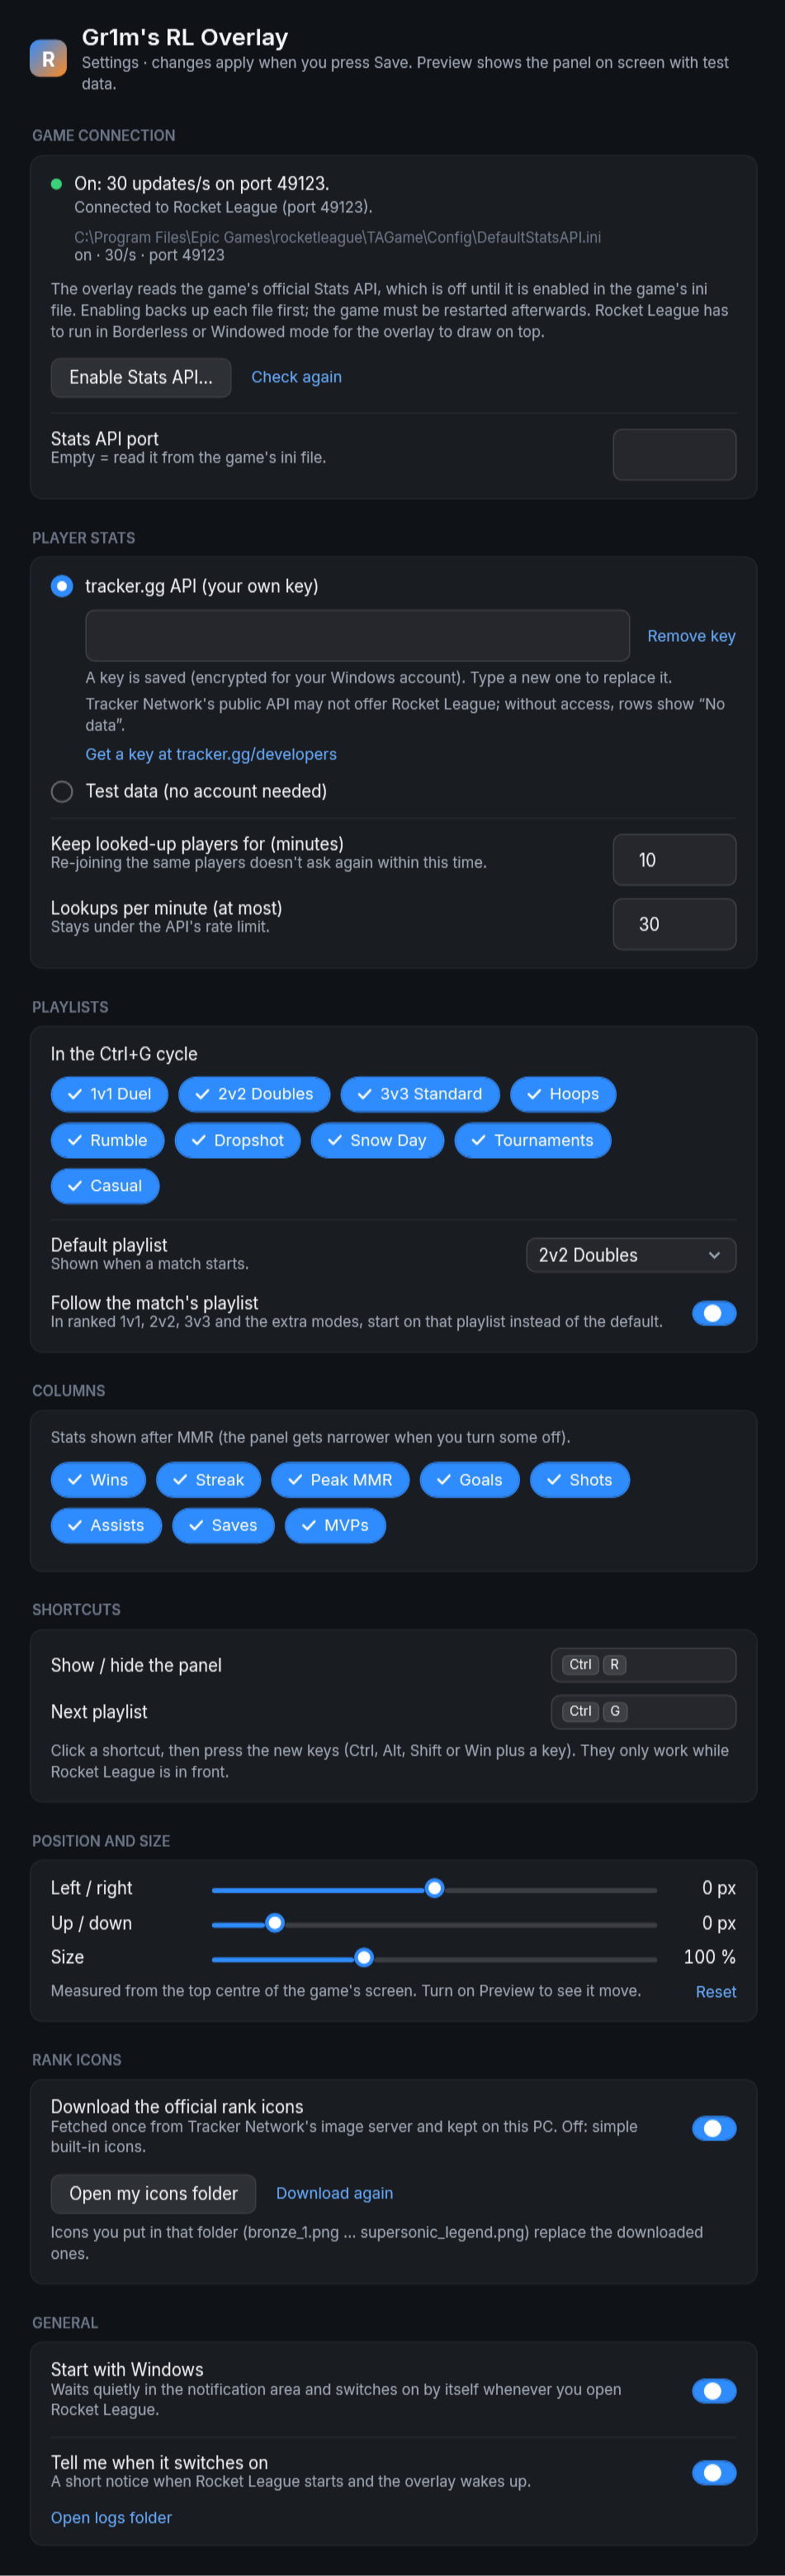 R
Gr1m's RL Overlay
Settings · changes apply when you press Save. Preview shows the panel on screen with test
data.
GAME CONNECTION
On: 30 updates/s on port 49123.
Connected to Rocket League (port 49123).
C:\Program Files\Epic Games\rocketleague\TAGame\Config\DefaultStatsAPI.ini
on · 30/s · port 49123
The overlay reads the game's official Stats API, which is off until it is enabled in the game's ini
file. Enabling backs up each file first; the game must be restarted afterwards. Rocket League has
to run in Borderless or Windowed mode for the overlay to draw on top.
Enable Stats API... Check again
Stats API port
Empty = read it from the game's ini file.
PLAYER STATS
tracker.gg API (your own key)
Remove key
A key is saved (encrypted for your Windows account). Type a new one to replace it.
Tracker Network's public API may not offer Rocket League; without access, rows show “No
data”.
Get a key at tracker.gg/developers
Test data (no account needed)
Keep looked-up players for (minutes)
Re-joining the same players doesn't ask again within this time.
10
Lookups per minute (at most)
Stays under the API's rate limit.
30
PLAYLISTS
In the Ctrl+G cycle
1v1 Duel 2v2 Doubles 3v3 Standard Hoops
Rumble Dropshot Snow Day Tournaments
Casual
Default playlist
Shown when a match starts.
2v2 Doubles
Follow the match's playlist
In ranked 1v1, 2v2, 3v3 and the extra modes, start on that playlist instead of the default.
COLUMNS
Stats shown after MMR (the panel gets narrower when you turn some off).
Wins Streak Peak MMR Goals Shots
Assists Saves MVPs
SHORTCUTS
Show / hide the panel Ctrl R
Next playlist Ctrl G
Click a shortcut, then press the new keys (Ctrl, Alt, Shift or Win plus a key). They only work while
Rocket League is in front.
POSITION AND SIZE
Left / right 0 px
Up / down 0 px
Size 100 %
Measured from the top centre of the game's screen. Turn on Preview to see it move. Reset
RANK ICONS
Download the official rank icons
Fetched once from Tracker Network's image server and kept on this PC. Off: simple
built-in icons.
Open my icons folder Download again
Icons you put in that folder (bronze_1.png ... supersonic_legend.png) replace the downloaded
ones.
GENERAL
Start with Windows
Waits quietly in the notification area and switches on by itself whenever you open
Rocket League.
Tell me when it switches on
A short notice when Rocket League starts and the overlay wakes up.
Open logs folder